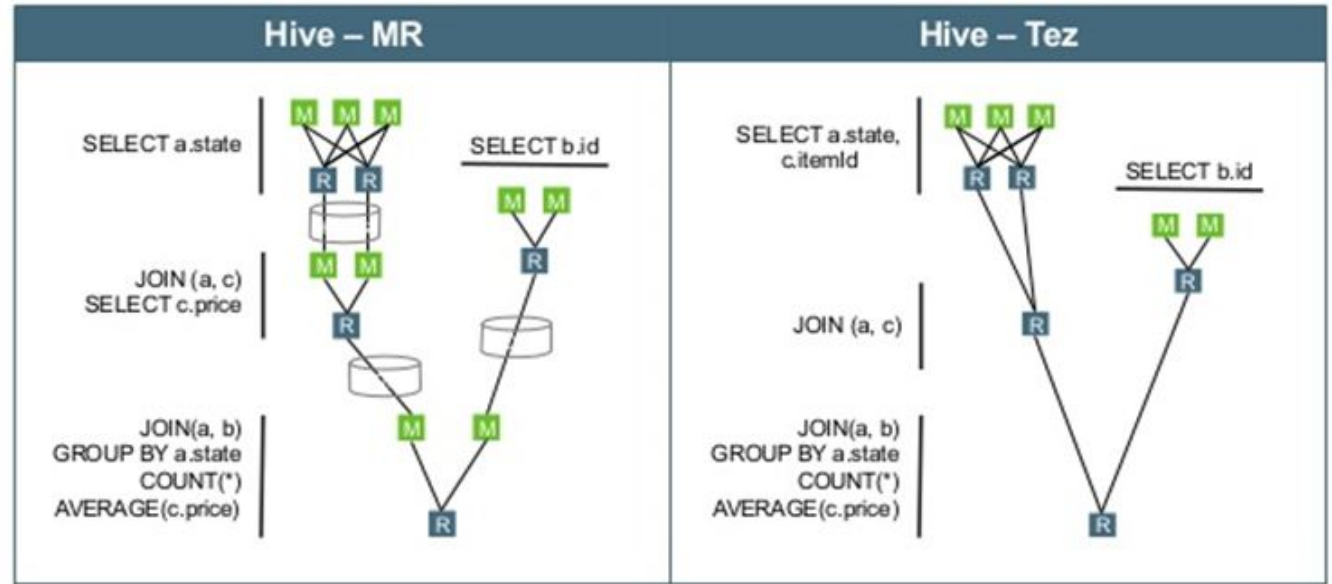 Hive – MR
M M M
SELECT a.state
SELECT b.id
R R
M M
M M
R
JOIN (a, c)
SELECT c.price
R
M M
JOIN(a, b)
GROUP BY a.state
COUNT(*)
AVERAGE(c.price)
R
Hive – Tez
M M M
SELECT a.state,
c.itemId
SELECT b.id
R R
M M
R
JOIN (a, c)
R
JOIN(a, b)
GROUP BY a.state
COUNT(*)
AVERAGE(c.price)
R